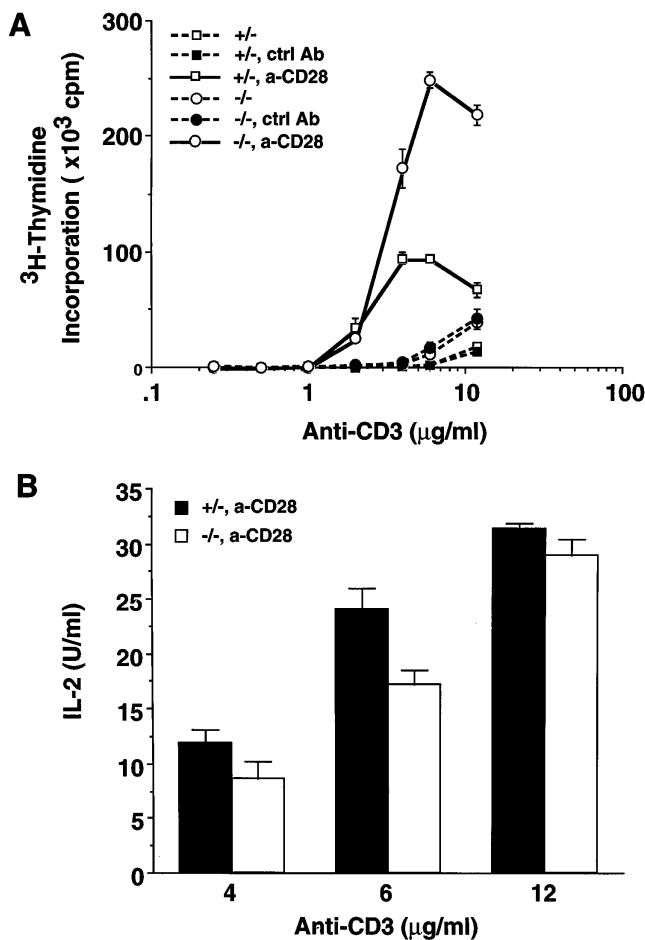 A
300
200
100
0
³H-Thymidine
Incorporation ( x10³ cpm)
+/-
+/-, ctrl Ab
+/-, a-CD28
-/-
-/-, ctrl Ab
-/-, a-CD28
.1
1
10
100
Anti-CD3 (μg/ml)
B
35
30
25
20
15
10
5
0
IL-2 (U/ml)
+/-, a-CD28
-/-, a-CD28
4
6
12
Anti-CD3 (μg/ml)